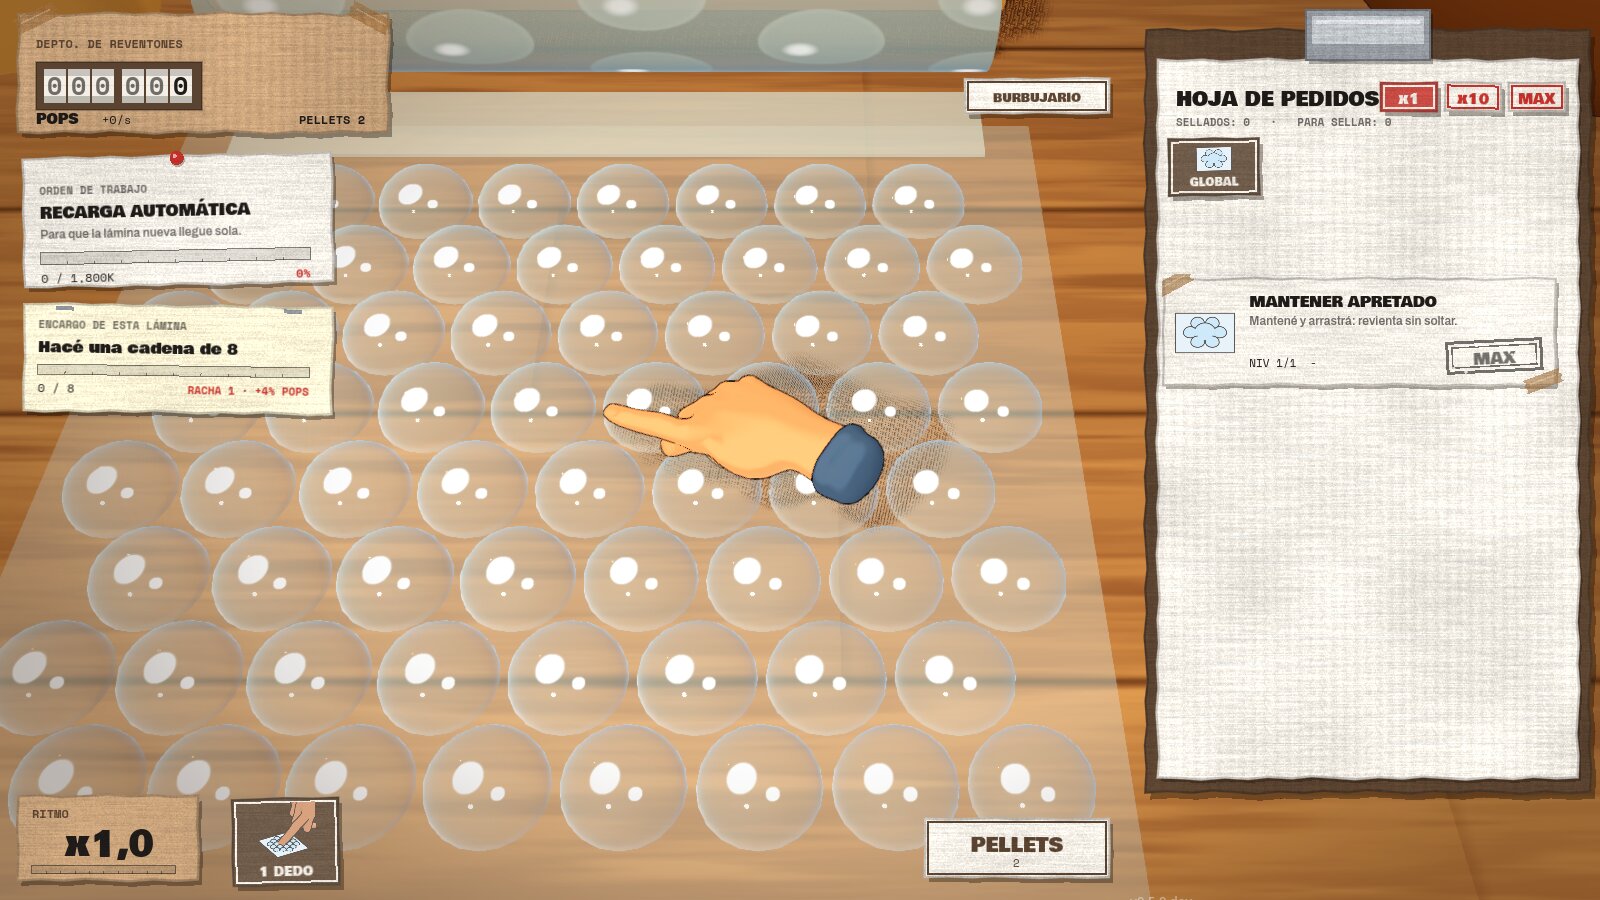 DEPTO. DE REVENTONES
000 000
POPS +0/s PELLETS 2
ORDEN DE TRABAJO
RECARGA AUTOMÁTICA
Para que la lámina nueva llegue sola.
0 / 1.800K 0%
ENCARGO DE ESTA LÁMINA
Hacé una cadena de 8
0 / 8 RACHA 1 · +4% POPS
BURBUJARIO
HOJA DE PEDIDOS x1 x10 MAX
SELLADOS: 0 · PARA SELLAR: 0
GLOBAL
MANTENER APRETADO
Mantené y arrastrá: revienta sin soltar.
NIV 1/1 -
MAX
RITMO
x1,0
1 DEDO
PELLETS
2